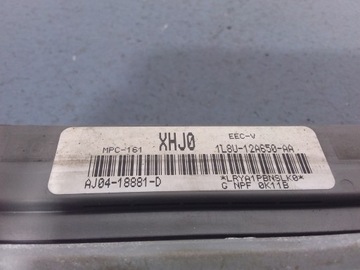 MPC-161 XHJ0 EEC-V 1L8U-12A650-AA
AJ04-18881-D *LRYA1PBNSLK0*
G NPF 0K11B